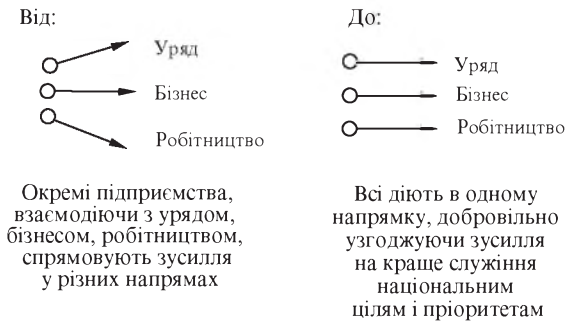 Від:
Уряд
Бізнес
Робітництво
Окремі підприємства,
взаємодіючи з урядом,
бізнесом, робітництвом,
спрямовують зусилля
у різних напрямах
До:
Уряд
Бізнес
Робітництво
Всі діють в одному
напрямку, добровільно
узгоджуючи зусилля
на краще служіння
національним
цілям і пріоритетам